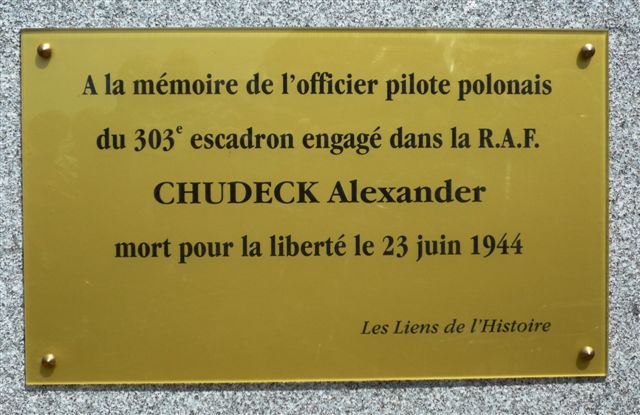 A la mémoire de l'officier pilote polonais
du 303e escadron engagé dans la R.A.F.
CHUDECK Alexander
mort pour la liberté le 23 juin 1944
Les Liens de l'Histoire